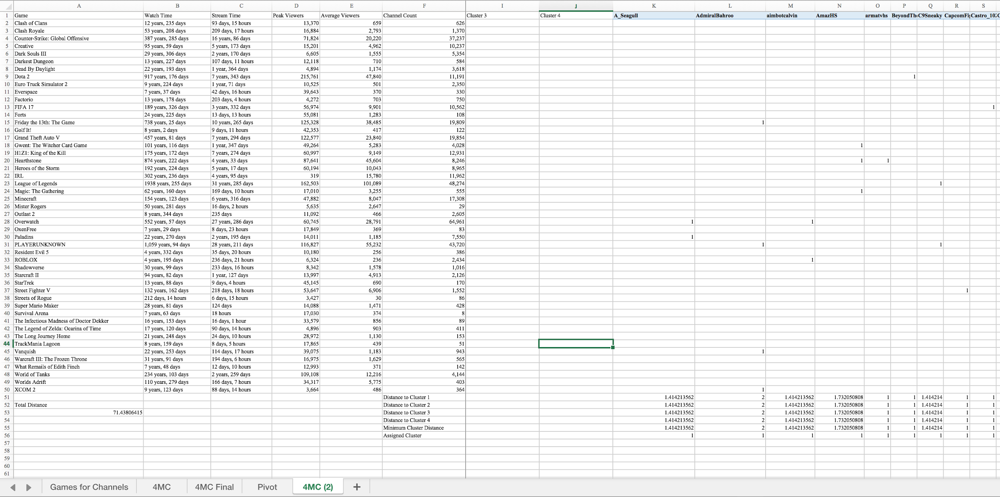 A B C D E F I J K L M N O P Q R S
1 Game Watch Time Stream Time Peak Viewers Average Viewers Channel Count Cluster 3 Cluster 4 A_Seagull AdmiralBahroo aimbotcalvin AmazHS armatvhs BeyondTh C9Sneaky CapcomFi Castro_102 C
2 Clash of Clans 12 years, 235 days 93 days, 15 hours 13,370 659 626
3 Clash Royale 53 years, 208 days 209 days, 17 hours 16,884 2,793 1,370
4 Counter-Strike: Global Offensive 387 years, 285 days 16 years, 86 days 71,824 20,220 37,237
5 Creative 95 years, 59 days 5 years, 173 days 15,201 4,962 10,237
6 Dark Souls III 29 years, 306 days 2 years, 170 days 6,605 1,555 5,354
7 Darkest Dungeon 13 years, 227 days 107 days, 11 hours 12,118 710 584
8 Dead By Daylight 22 years, 193 days 1 year, 364 days 4,894 1,174 3,618
9 Dota 2 917 years, 176 days 7 years, 343 days 215,761 47,840 11,191 1
10 Euro Truck Simulator 2 9 years, 224 days 1 year, 71 days 10,525 501 2,350
11 Everspace 7 years, 37 days 42 days, 16 hours 39,643 370 330
12 Factorio 13 years, 178 days 203 days, 4 hours 4,272 703 750
13 FIFA 17 189 years, 326 days 3 years, 332 days 56,974 9,901 10,562 1
14 Forts 24 years, 225 days 13 days, 13 hours 55,081 1,283 108
15 Friday the 13th: The Game 738 years, 25 days 10 years, 265 days 125,328 38,485 19,809 1
16 Golf It! 8 years, 2 days 9 days, 11 hours 42,353 417 122
17 Grand Theft Auto V 457 years, 81 days 7 years, 294 days 122,577 23,840 19,854
18 Gwent: The Witcher Card Game 101 years, 116 days 1 year, 347 days 49,264 5,283 4,028 1
19 H1Z1: King of the Kill 175 years, 172 days 7 years, 274 days 60,997 9,149 12,931
20 Hearthstone 874 years, 222 days 4 years, 33 days 87,641 45,604 8,246 1 1
21 Heroes of the Storm 192 years, 224 days 5 years, 17 days 60,194 10,043 8,965
22 IRL 302 years, 236 days 4 years, 95 days 319 15,780 11,962
23 League of Legends 1938 years, 255 days 31 years, 285 days 162,503 101,089 48,274 1
24 Magic: The Gathering 62 years, 160 days 169 days, 10 hours 17,010 3,255 555 1
25 Minecraft 154 years, 123 days 6 years, 316 days 47,882 8,047 17,308
26 Mister Rogers 50 years, 281 days 16 days, 2 hours 5,635 2,647 29
27 Outlast 2 8 years, 344 days 235 days 11,092 466 2,605
28 Overwatch 552 years, 57 days 27 years, 286 days 60,745 28,791 64,961 1 1
29 OxenFree 7 years, 29 days 8 days, 23 hours 17,849 369 83
30 Paladins 22 years, 270 days 2 years, 195 days 14,011 1,185 7,550 1
31 PLAYERUNKNOWN 1,059 years, 94 days 28 years, 211 days 116,827 55,232 43,720 1 1
32 Resident Evil 5 4 years, 332 days 35 days, 20 hours 10,180 256 386
33 ROBLOX 4 years, 195 days 236 days, 21 hours 6,324 236 2,434 1
34 Shadowverse 30 years, 99 days 233 days, 16 hours 8,342 1,578 1,016
35 Starcraft II 94 years, 82 days 1 year, 127 days 13,997 4,913 2,126
36 StarTrek 13 years, 88 days 9 days, 4 hours 45,145 690 170
37 Street Fighter V 132 years, 162 days 218 days, 18 hours 53,647 6,906 1,552 1
38 Streets of Rogue 212 days, 14 hours 6 days, 15 hours 3,427 30 86
39 Super Mario Maker 28 years, 81 days 124 days 14,088 1,471 428
40 Survival Arena 7 years, 63 days 18 hours 17,030 374 8
41 The Infectious Madness of Doctor Dekker 16 years, 153 days 16 days, 1 hour 33,579 856 89
42 The Legend of Zelda: Ocarina of Time 17 years, 120 days 90 days, 14 hours 4,896 903 411
43 The Long Journey Home 21 years, 248 days 24 days, 10 hours 28,972 1,130 153
44 TrackMania Lagoon 8 years, 159 days 8 days, 5 hours 17,865 439 51
45 Vanquish 22 years, 253 days 114 days, 17 hours 39,075 1,183 943 1
46 Warcraft III: The Frozen Throne 31 years, 91 days 194 days, 6 hours 16,975 1,629 565
47 What Remails of Edith Finch 7 years, 48 days 12 days, 10 hours 12,993 371 142
48 World of Tanks 234 years, 103 days 2 years, 259 days 109,108 12,216 4,144
49 Worlds Adrift 110 years, 279 days 166 days, 7 hours 34,317 5,775 403
50 XCOM 2 9 years, 123 days 88 days, 14 hours 3,664 486 364 1
51 Distance to Cluster 1 1.414213562 2 1.414213562 1.732050808 1 1 1.414214 1 1
52 Total Distance Distance to Cluster 2 1.414213562 2 1.414213562 1.732050808 1 1 1.414214 1 1
53 71.43806415 Distance to Cluster 3 1.414213562 2 1.414213562 1.732050808 1 1 1.414214 1 1
54 Distance to Cluster 4 1.414213562 2 1.414213562 1.732050808 1 1 1.414214 1 1
55 Minimum Cluster Distance 1.414213562 2 1.414213562 1.732050808 1 1 1.414214 1 1
56 Assigned Cluster 1 1 1 1 1 1 1 1 1
57
58
59
60
61
Games for Channels 4MC 4MC Final Pivot 4MC (2) +